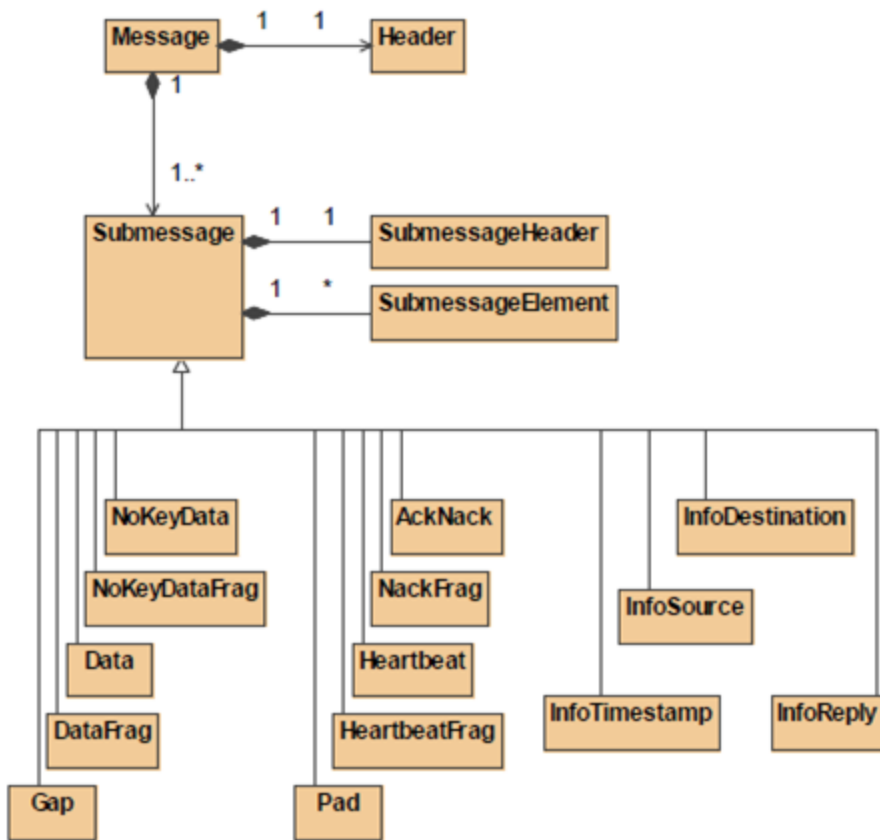 Message 1 1 Header
1
1..*
Submessage 1 1 SubmessageHeader
1 * SubmessageElement
NoKeyData AckNack InfoDestination
NoKeyDataFrag NackFrag InfoSource
Data Heartbeat
DataFrag HeartbeatFrag InfoTimestamp InfoReply
Gap Pad